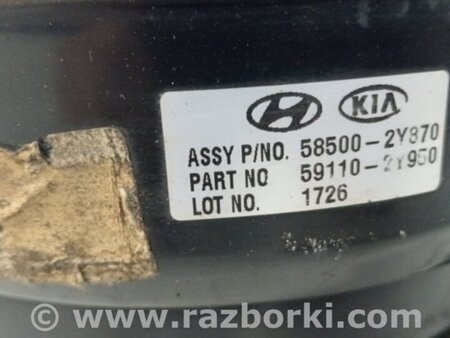 KIA
ASSY P/NO. 58500-2Y870
PART NO 59110-2Y950
LOT NO. 1726
© www.razborki.com